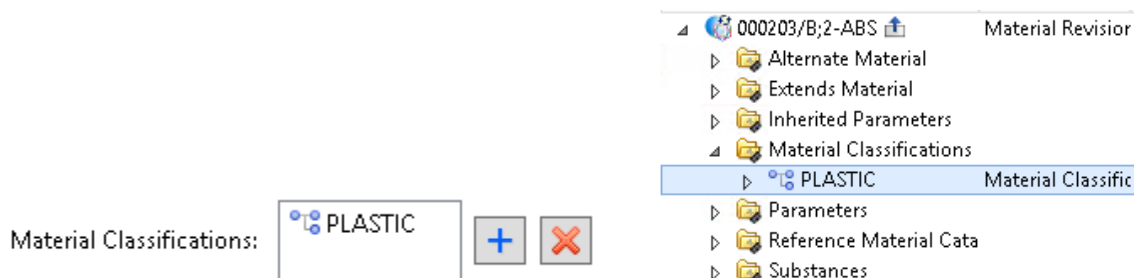 000203/B;2-ABS Material Revision
Alternate Material
Extends Material
Inherited Parameters
Material Classifications
PLASTIC Material Classific
Parameters
Reference Material Cata
Substances
Material Classifications: PLASTIC